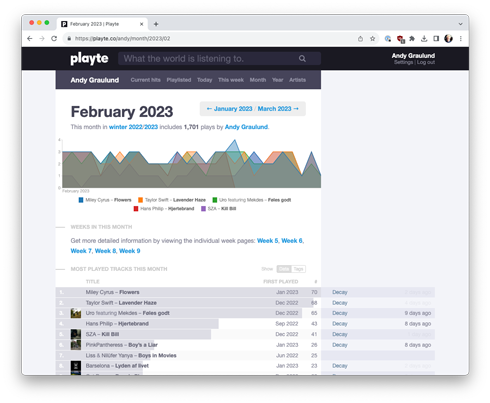 February 2023 | Playte
playte.co/andy/month/2023/02
playte
What the world is listening to.
Andy Graulund
Settings | Log out
Andy Graulund
Current hits
Playlisted
Today
This week
Month
Year
Artists
February 2023
← January 2023 / March 2023 →
This month in winter 2022/2023 includes 1,701 plays by Andy Graulund.
February 2023
Miley Cyrus – Flowers
Taylor Swift – Lavender Haze
Uro featuring Mekdes – Føles godt
Hans Philip – Hjertebrand
SZA – Kill Bill
WEEKS IN THIS MONTH
Get more detailed information by viewing the individual week pages: Week 5, Week 6,
Week 7, Week 8, Week 9
MOST PLAYED TRACKS THIS MONTH
Show:
Tags
TITLE
FIRST PLAYED
#
1.
Miley Cyrus – Flowers
Jan 2023
70
Decay
2.
Taylor Swift – Lavender Haze
Dec 2022
66
3.
Uro featuring Mekdes – Føles godt
Dec 2022
65
Decay
8 days ago
4.
Hans Philip – Hjertebrand
Sep 2022
43
Decay
8 days ago
5.
SZA – Kill Bill
Dec 2022
41
Decay
6.
PinkPantheress – Boy's a Liar
Jan 2023
26
Decay
8 days ago
7.
Liss & Nilüfer Yanya – Boys in Movies
Jun 2022
25
8.
Barselona – Lyden af livet
Jan 2023
23
Decay